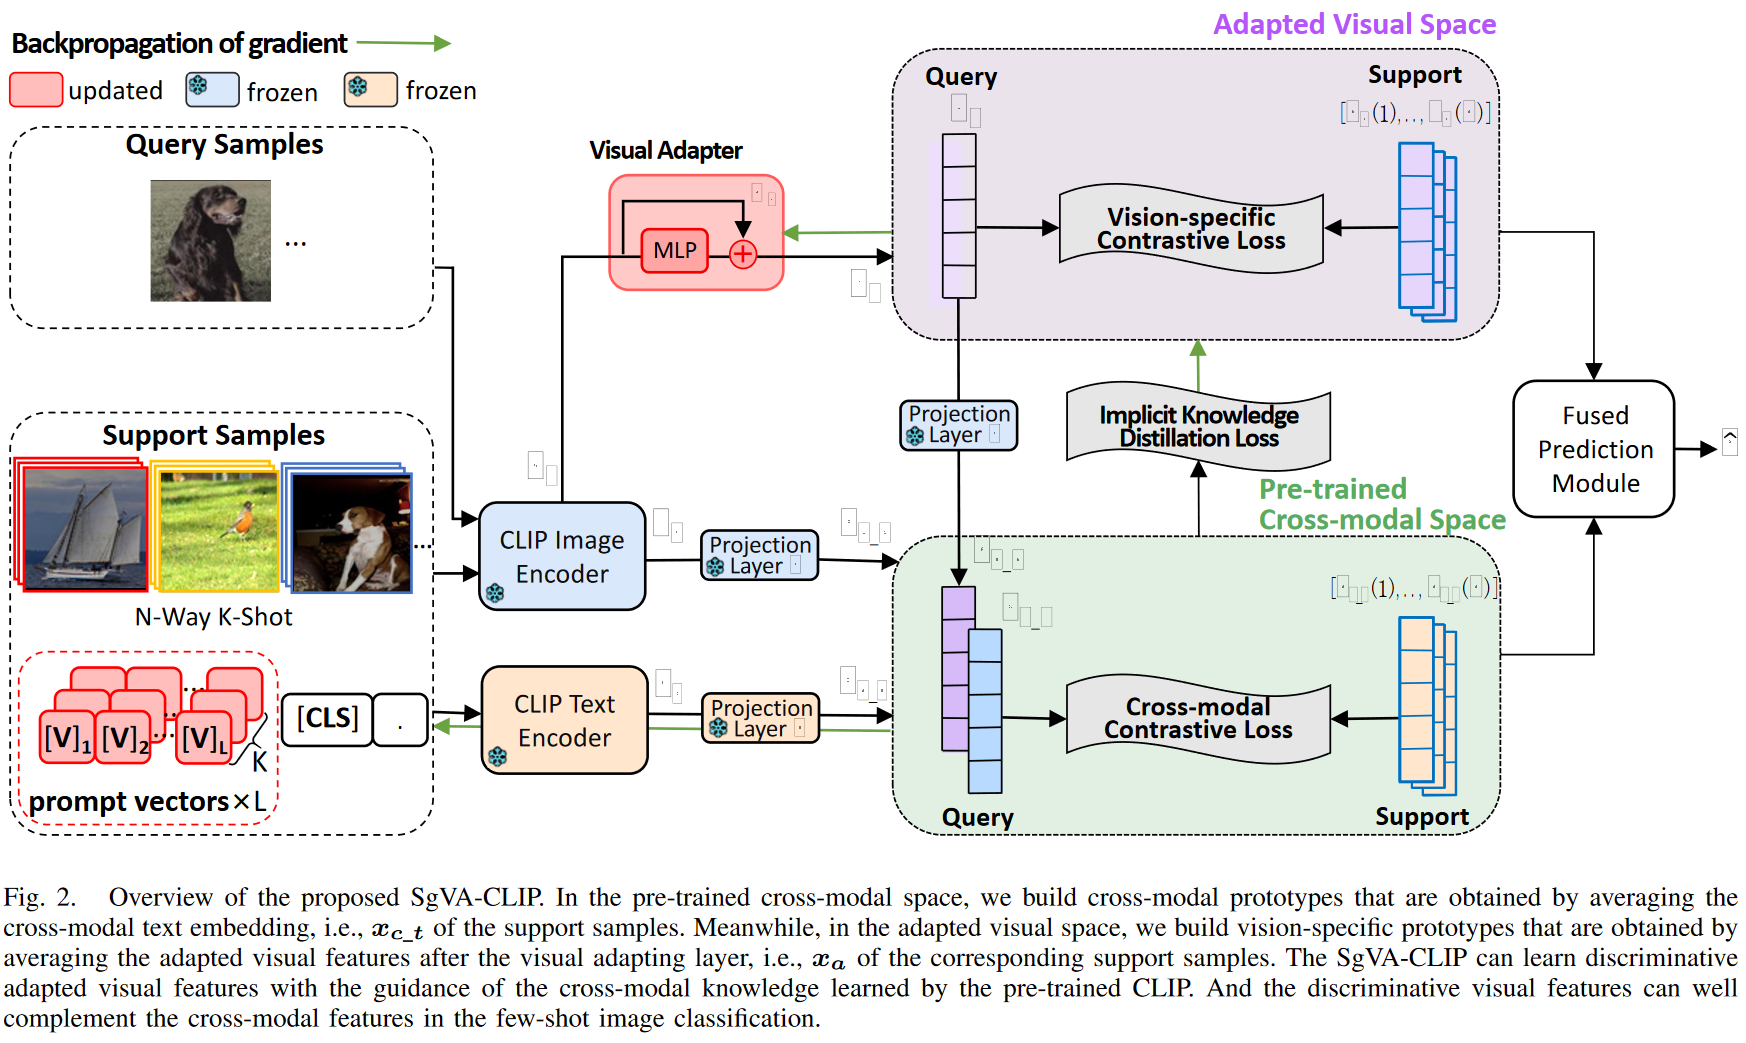 Adapted Visual Space
Backpropagation of gradient
updated
frozen
frozen
Query Samples
...
Visual Adapter
MLP
+
Query
Support
Vision-specific
Contrastive Loss
Projection
Layer
Implicit Knowledge
Distillation Loss
Fused
Prediction
Module
Support Samples
...
N-Way K-Shot
CLIP Image
Encoder
Projection
Layer
Pre-trained
Cross-modal Space
[V]1 [V]2 ... [V]L
K
prompt vectors×L
[CLS] .
CLIP Text
Encoder
Projection
Layer
Cross-modal
Contrastive Loss
Query
Support
Fig. 2. Overview of the proposed SgVA-CLIP. In the pre-trained cross-modal space, we build cross-modal prototypes that are obtained by averaging the
cross-modal text embedding, i.e., x_{c_t} of the support samples. Meanwhile, in the adapted visual space, we build vision-specific prototypes that are obtained by
averaging the adapted visual features after the visual adapting layer, i.e., x_a of the corresponding support samples. The SgVA-CLIP can learn discriminative
adapted visual features with the guidance of the cross-modal knowledge learned by the pre-trained CLIP. And the discriminative visual features can well
complement the cross-modal features in the few-shot image classification.